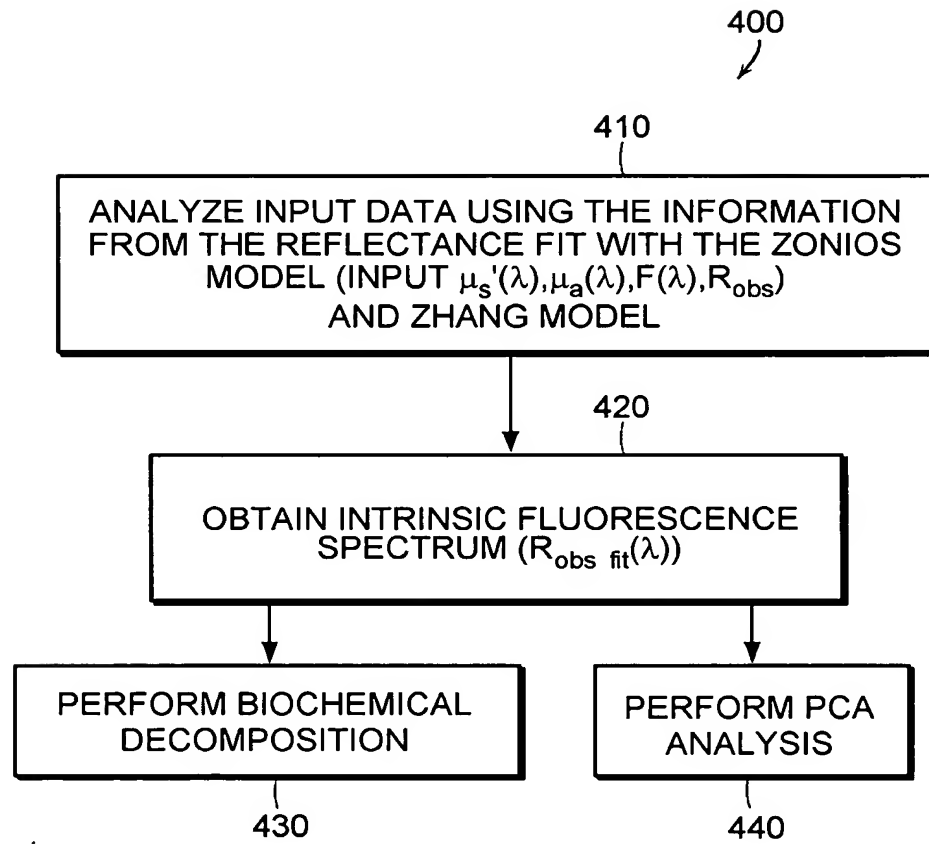 400
410
ANALYZE INPUT DATA USING THE INFORMATION
FROM THE REFLECTANCE FIT WITH THE ZONIOS
MODEL (INPUT μs'(λ),μa(λ),F(λ),Robs)
AND ZHANG MODEL
420
OBTAIN INTRINSIC FLUORESCENCE
SPECTRUM (Robs fit(λ))
PERFORM BIOCHEMICAL
DECOMPOSITION
430
PERFORM PCA
ANALYSIS
440